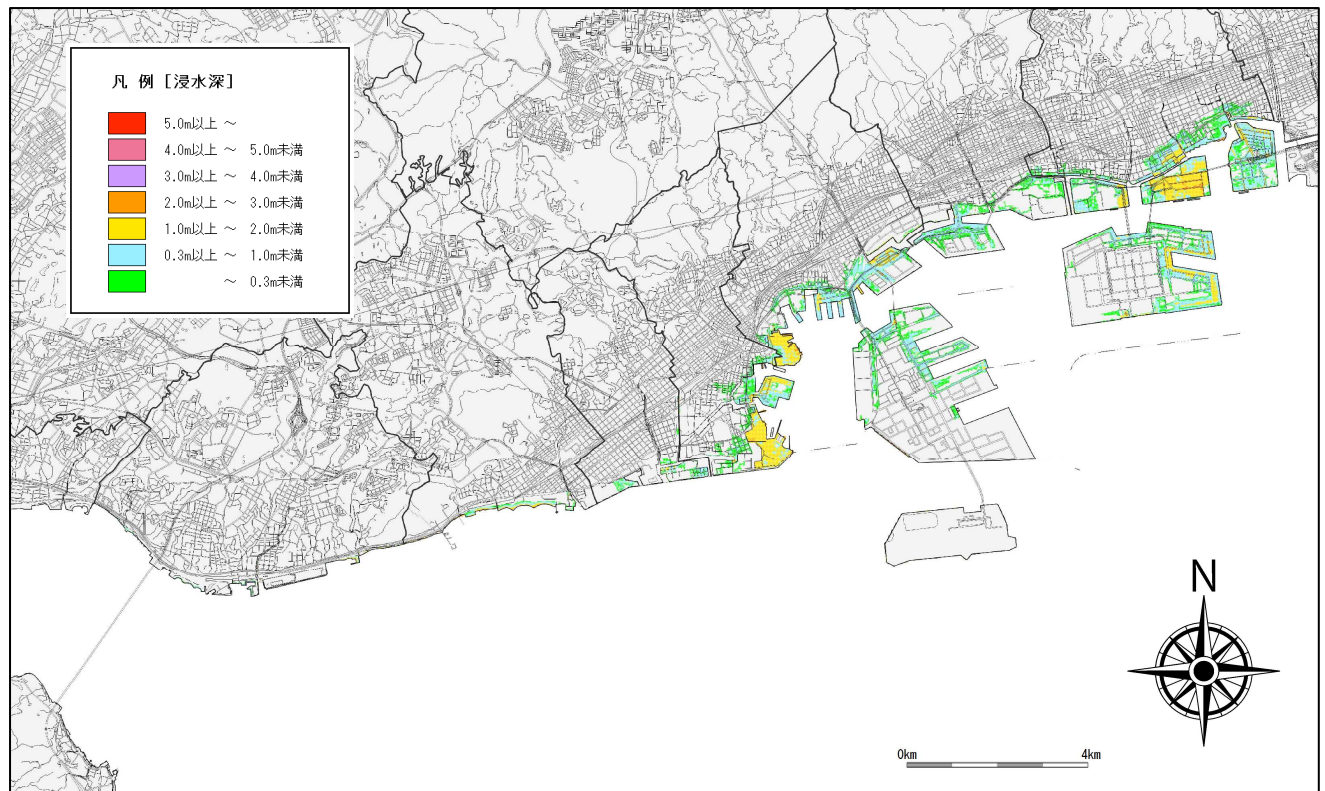 凡 例 [浸水深]
5.0m以上 ～
4.0m以上 ～ 5.0m未満
3.0m以上 ～ 4.0m未満
2.0m以上 ～ 3.0m未満
1.0m以上 ～ 2.0m未満
0.3m以上 ～ 1.0m未満
～ 0.3m未満
N
0km 4km